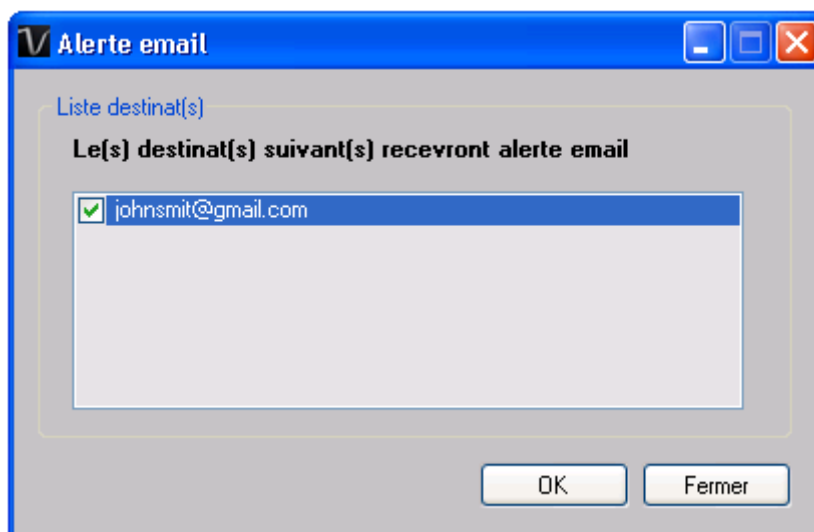 Alerte email
Liste destinat(s)
Le(s) destinat(s) suivant(s) recevront alerte email
johnsmit@gmail.com
OK
Fermer